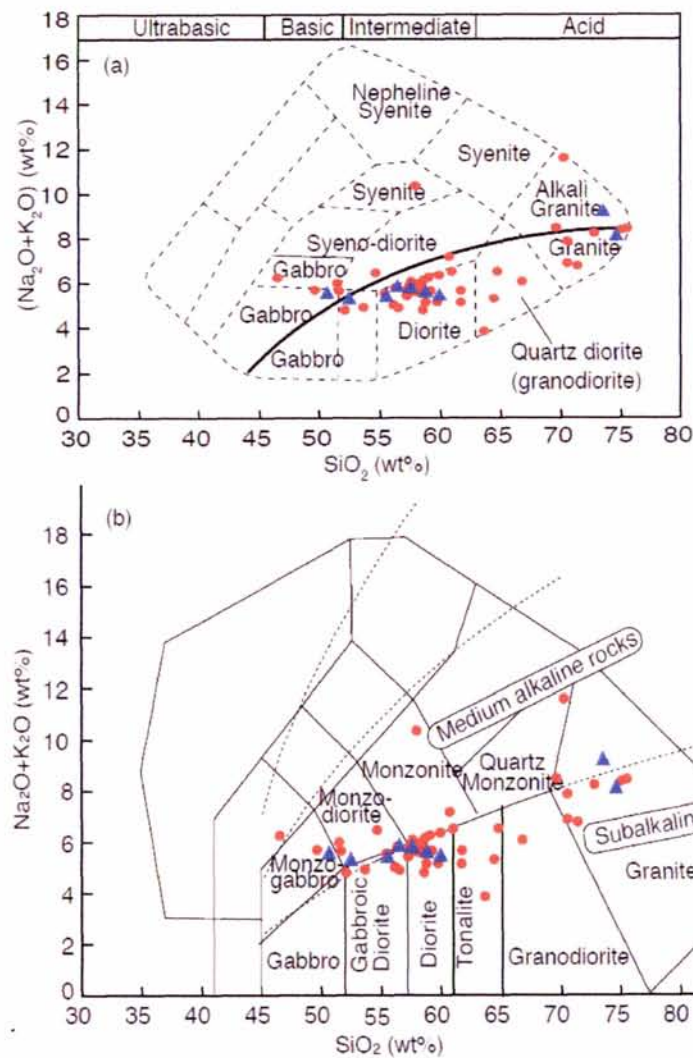 Ultrabasic Basic Intermediate Acid
(a)
(Na2O+K2O) (wt%)
18
16
14
12
10
8
6
4
2
0
Nepheline
Syenite
Syenite
Syenite
Alkali
Granite
Granite
Syeno-diorite
Gabbro
Gabbro
Gabbro
Diorite
Quartz diorite
(granodiorite)
30 35 40 45 50 55 60 65 70 75 80
SiO2 (wt%)
(b)
Na2O+K2O (wt%)
18
16
14
12
10
8
6
4
2
0
Medium alkaline rocks
Monzonite
Quartz
Monzonite
Monzo-
diorite
Monzo-
gabbro
Subalkalin
Granite
Gabbro
Gabbroic
Diorite
Diorite
Tonalite
Granodiorite
30 35 40 45 50 55 60 65 70 75 80
SiO2 (wt%)